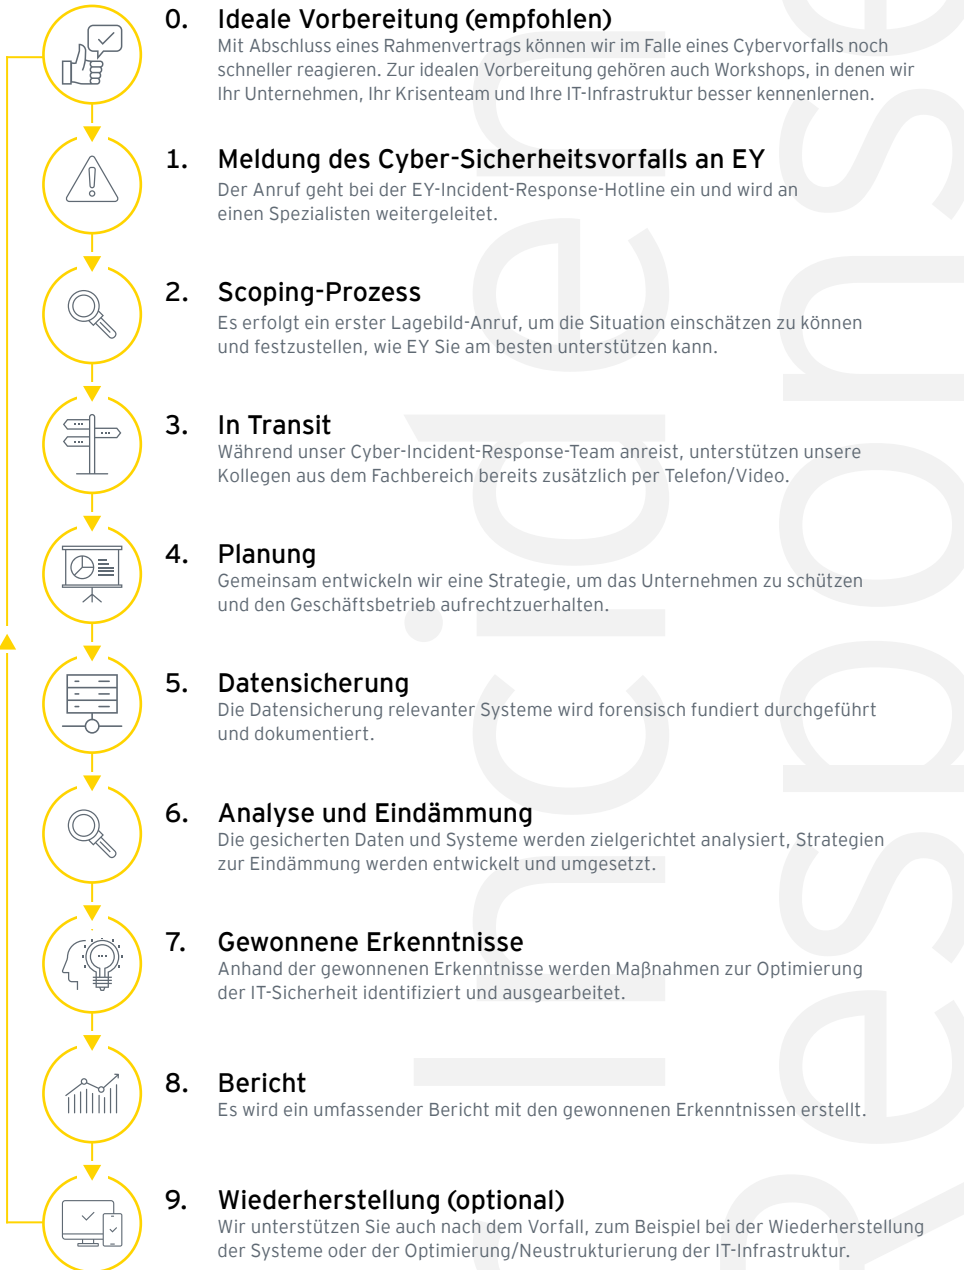 0. Ideale Vorbereitung (empfohlen)
Mit Abschluss eines Rahmenvertrags können wir im Falle eines Cybervorfalls noch
schneller reagieren. Zur idealen Vorbereitung gehören auch Workshops, in denen wir
Ihr Unternehmen, Ihr Krisenteam und Ihre IT-Infrastruktur besser kennenlernen.
1. Meldung des Cyber-Sicherheitsvorfalls an EY
Der Anruf geht bei der EY-Incident-Response-Hotline ein und wird an
einen Spezialisten weitergeleitet.
2. Scoping-Prozess
Es erfolgt ein erster Lagebild-Anruf, um die Situation einschätzen zu können
und festzustellen, wie EY Sie am besten unterstützen kann.
3. In Transit
Während unser Cyber-Incident-Response-Team anreist, unterstützen unsere
Kollegen aus dem Fachbereich bereits zusätzlich per Telefon/Video.
4. Planung
Gemeinsam entwickeln wir eine Strategie, um das Unternehmen zu schützen
und den Geschäftsbetrieb aufrechtzuerhalten.
5. Datensicherung
Die Datensicherung relevanter Systeme wird forensisch fundiert durchgeführt
und dokumentiert.
6. Analyse und Eindämmung
Die gesicherten Daten und Systeme werden zielgerichtet analysiert, Strategien
zur Eindämmung werden entwickelt und umgesetzt.
7. Gewonnene Erkenntnisse
Anhand der gewonnenen Erkenntnisse werden Maßnahmen zur Optimierung
der IT-Sicherheit identifiziert und ausgearbeitet.
8. Bericht
Es wird ein umfassender Bericht mit den gewonnenen Erkenntnissen erstellt.
9. Wiederherstellung (optional)
Wir unterstützen Sie auch nach dem Vorfall, zum Beispiel bei der Wiederherstellung
der Systeme oder der Optimierung/Neustrukturierung der IT-Infrastruktur.
Inciden
Response